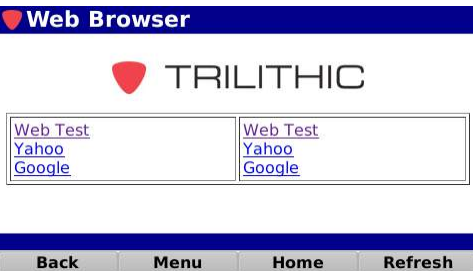 Web Browser
TRILITHIC
Web Test
Yahoo
Google
Web Test
Yahoo
Google
Back Menu Home Refresh